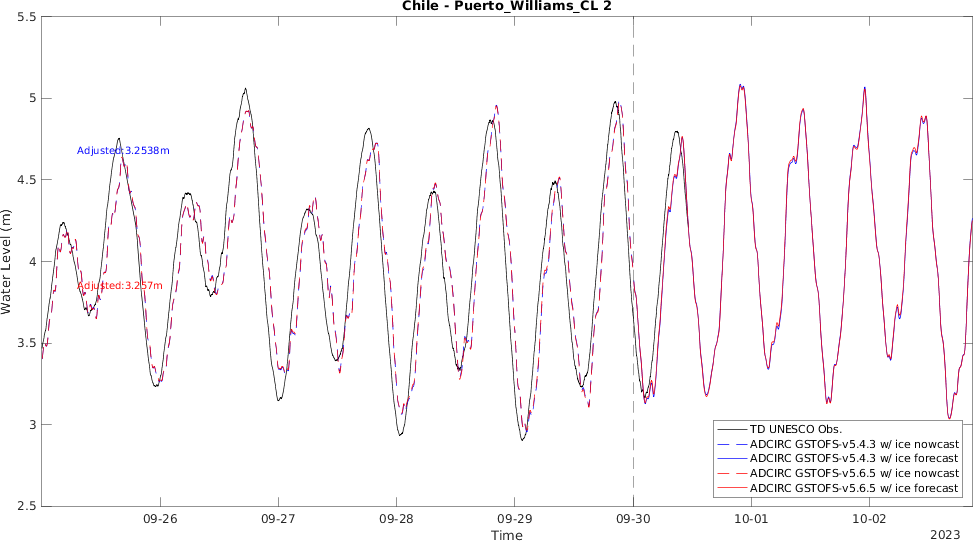 Chile - Puerto_Williams_CL 2
5.5
5
4.5
4
3.5
3
2.5
Water Level (m)
Adjusted:3.2538m
Adjusted:3.257m
TD UNESCO Obs.
ADCIRC GSTOFS-v5.4.3 w/ ice nowcast
ADCIRC GSTOFS-v5.4.3 w/ ice forecast
ADCIRC GSTOFS-v5.6.5 w/ ice nowcast
ADCIRC GSTOFS-v5.6.5 w/ ice forecast
09-26 09-27 09-28 09-29 09-30 10-01 10-02
Time
2023